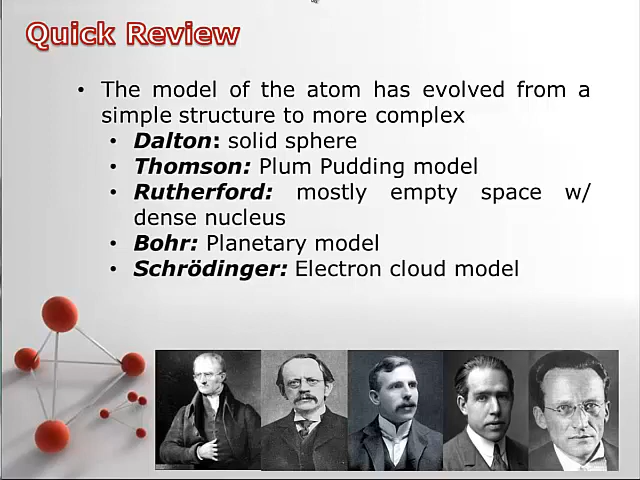 Quick Review
• The model of the atom has evolved from a
simple structure to more complex
• Dalton: solid sphere
• Thomson: Plum Pudding model
• Rutherford: mostly empty space w/
dense nucleus
• Bohr: Planetary model
• Schrödinger: Electron cloud model